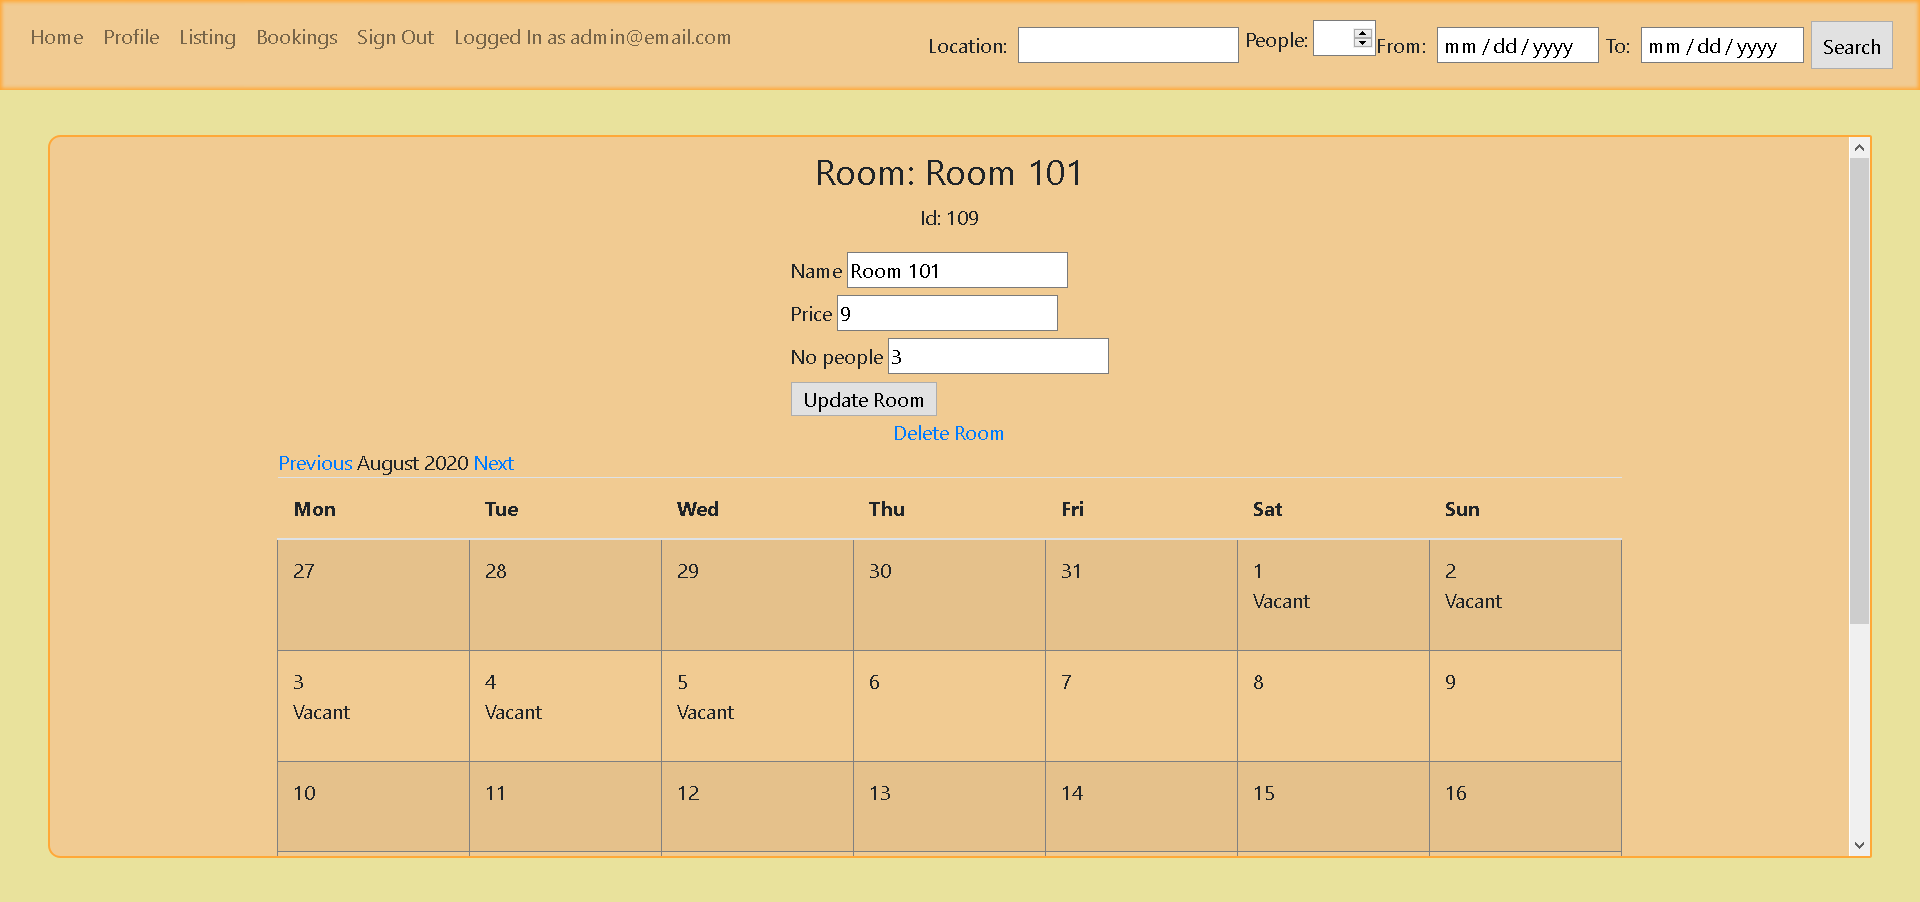 Home Profile Listing Bookings Sign Out Logged In as admin@email.com Location: People: From: mm/dd/yyyy To: mm/dd/yyyy Search
Room: Room 101
Id: 109
Name Room 101
Price 9
No people 3
Update Room
Delete Room
Previous August 2020 Next
Mon Tue Wed Thu Fri Sat Sun
27 28 29 30 31 1 2
Vacant Vacant
3 4 5 6 7 8 9
Vacant Vacant Vacant
10 11 12 13 14 15 16